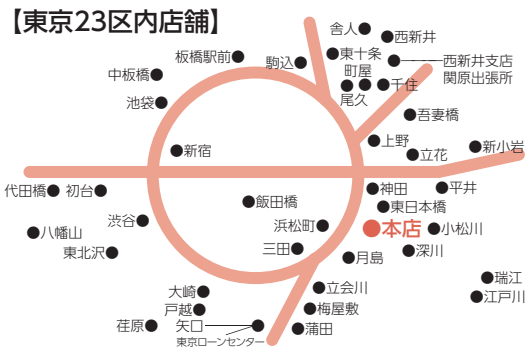 【東京23区内店舗】
舎人
西新井
板橋駅前
駒込
東十条
西新井支店
関原出張所
中板橋
町屋
千住
尾久
池袋
吾妻橋
新宿
上野
立花
新小岩
代田橋
初台
神田
平井
飯田橋
東日本橋
渋谷
浜松町
本店
小松川
八幡山
東北沢
三田
月島
深川
瑞江
大崎
立会川
江戸川
戸越
梅屋敷
荏原
矢口
蒲田
東京ローンセンター